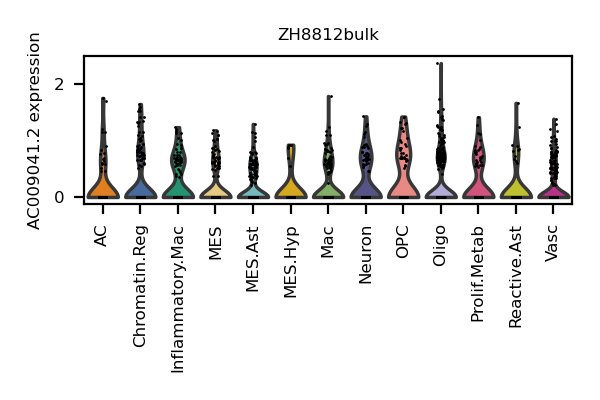 ZH8812bulk
AC009041.2 expression
2
0
AC
Chromatin.Reg
Inflammatory.Mac
MES
MES.Ast
MES.Hyp
Mac
Neuron
OPC
Oligo
Prolif.Metab
Reactive.Ast
Vasc